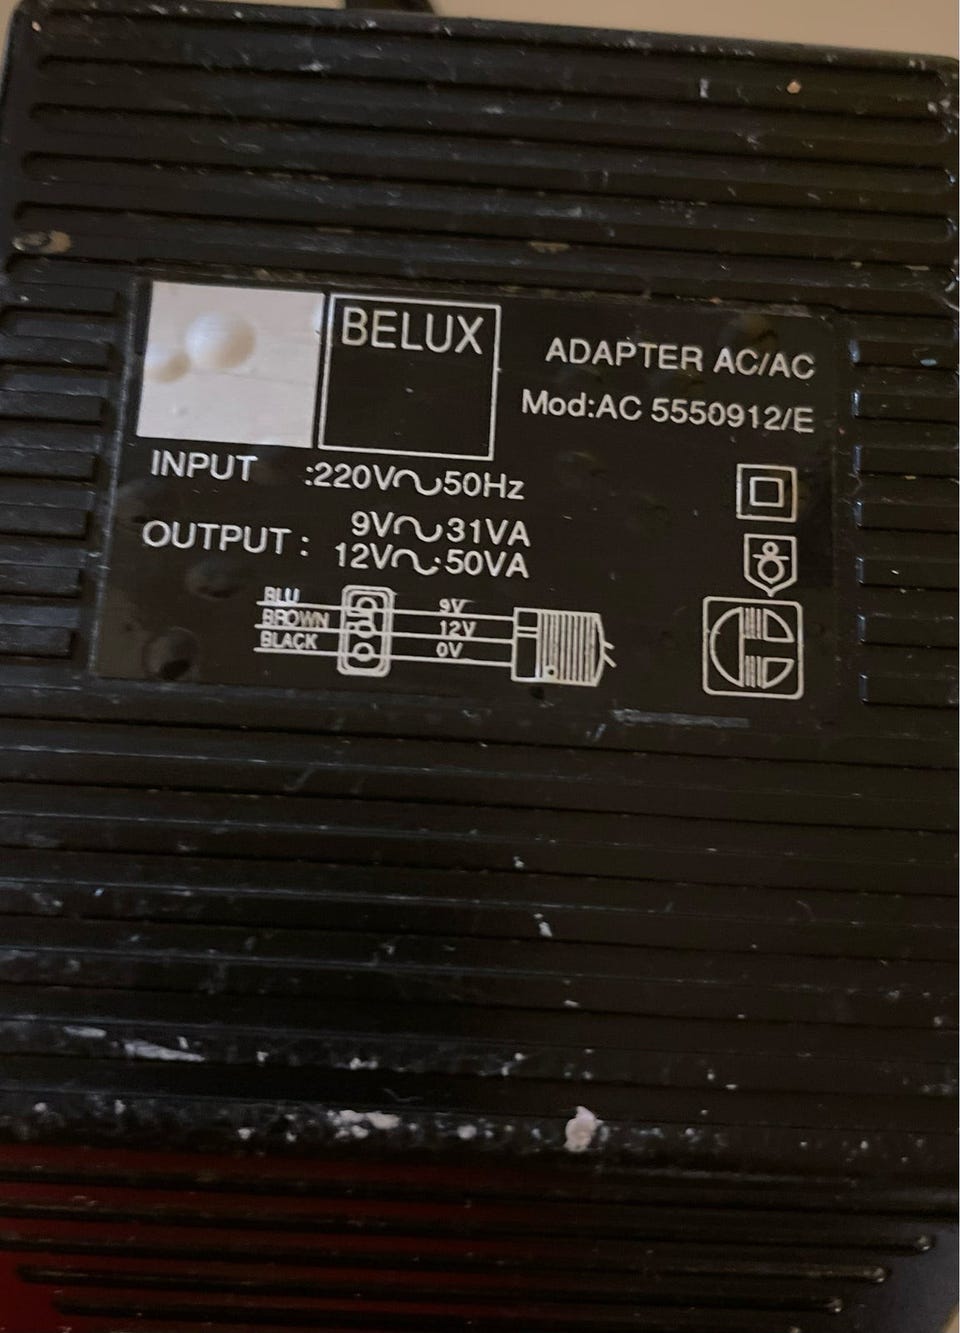 BELUX
ADAPTER AC/AC
Mod:AC 5550912/E
INPUT :220V~50Hz
OUTPUT : 9V~31VA
12V~:50VA
BLU 9V
BROWN 12V
BLACK 0V